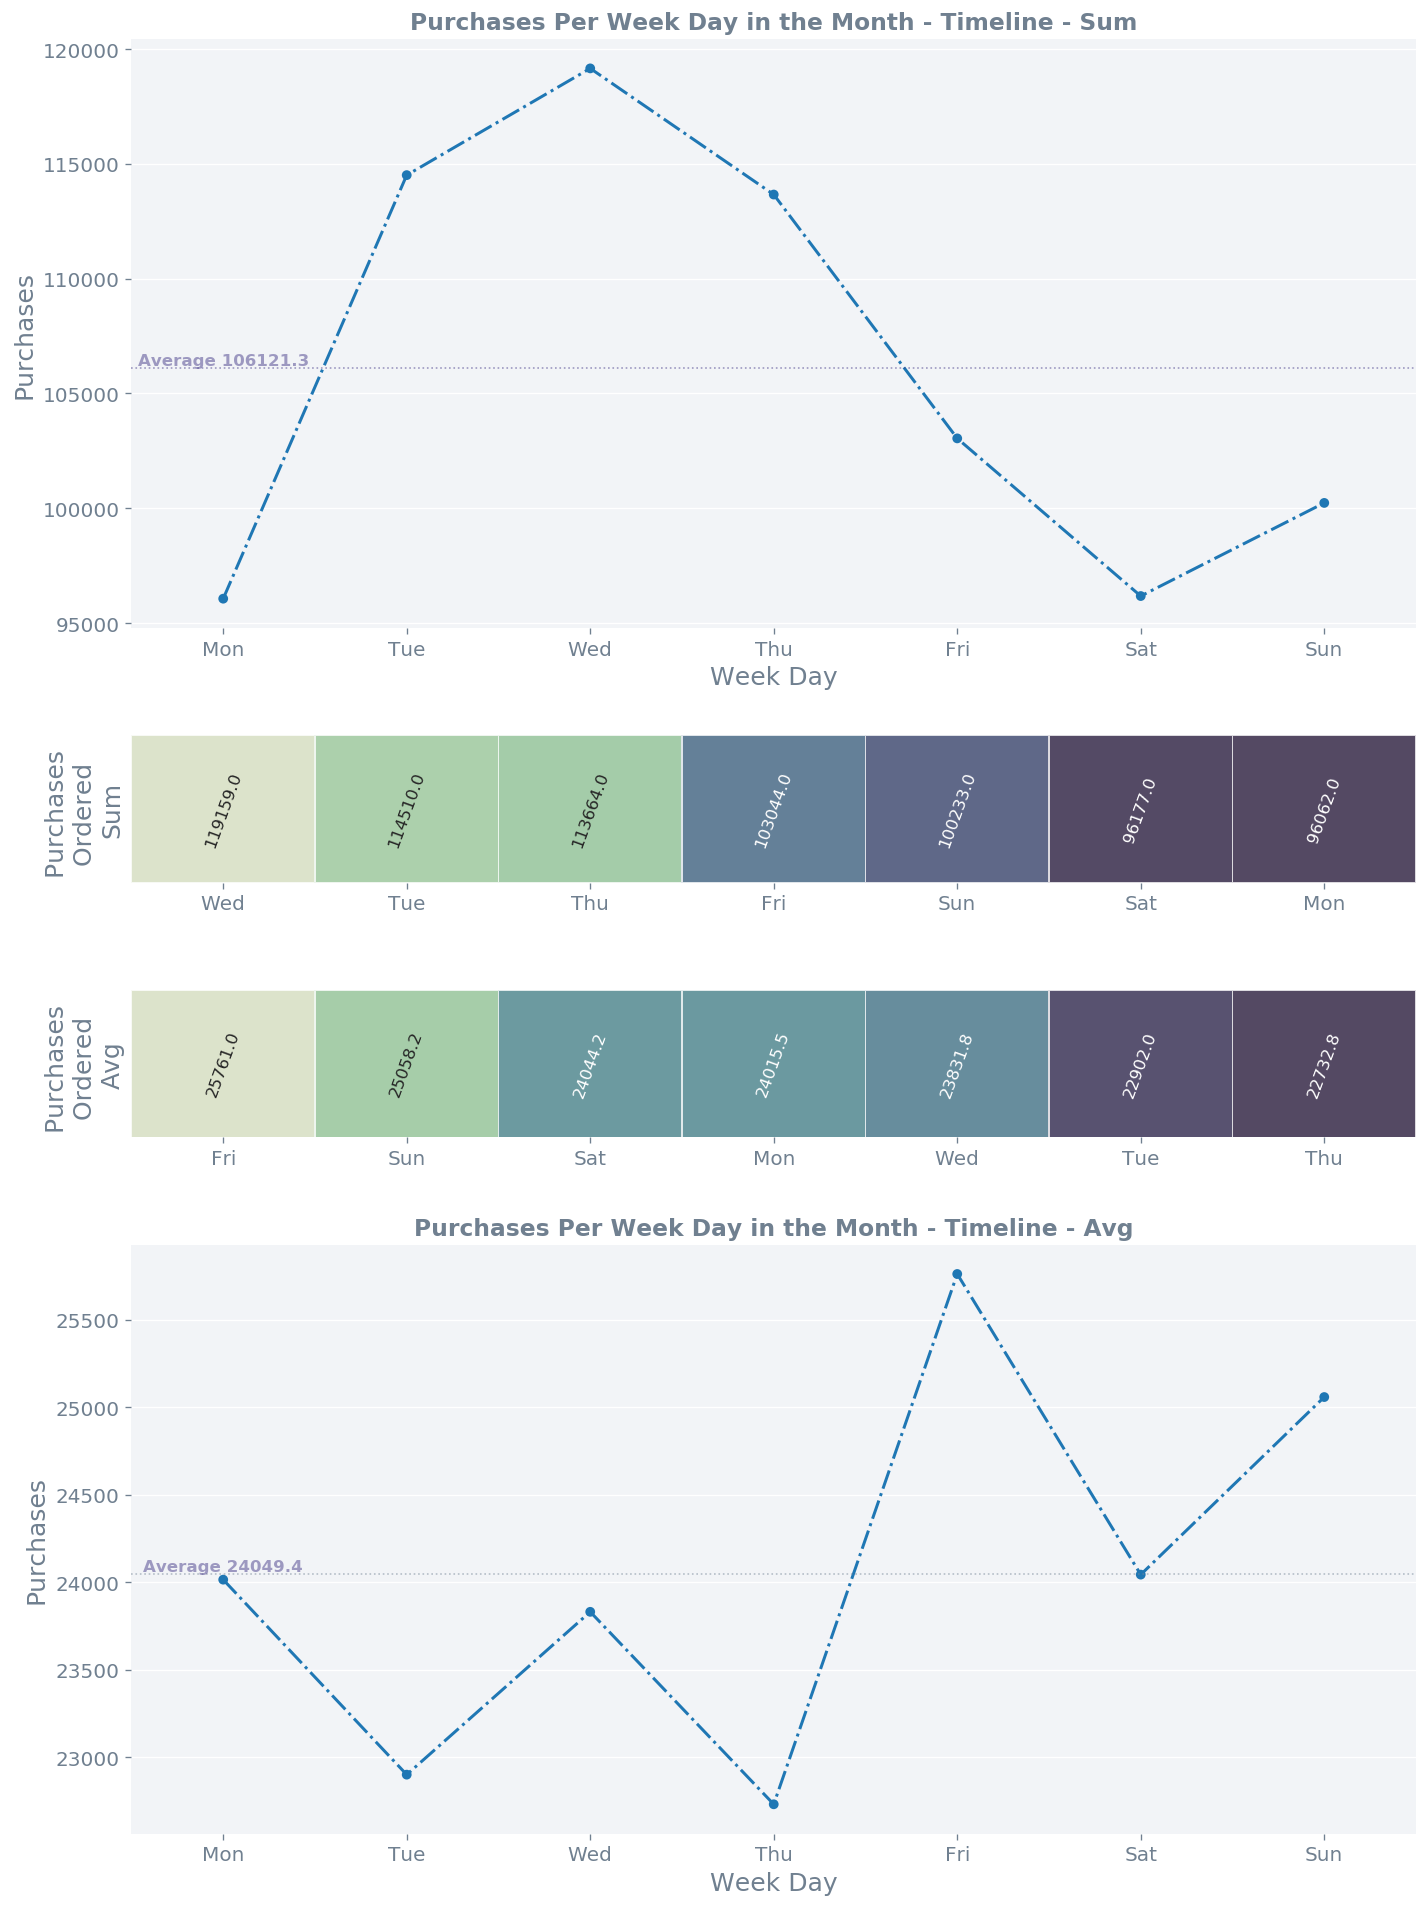 Purchases Per Week Day in the Month - Timeline - Sum
120000
115000
110000
105000
100000
95000
Purchases
Average 106121.3
Mon Tue Wed Thu Fri Sat Sun
Week Day
Purchases
Ordered
Sum
119159.0 114510.0 113664.0 103044.0 100233.0 96177.0 96062.0
Wed Tue Thu Fri Sun Sat Mon
Purchases
Ordered
Avg
25761.0 25058.2 24044.2 24015.5 23831.8 22902.0 22732.8
Fri Sun Sat Mon Wed Tue Thu
Purchases Per Week Day in the Month - Timeline - Avg
25500
25000
24500
24000
23500
23000
Purchases
Average 24049.4
Mon Tue Wed Thu Fri Sat Sun
Week Day